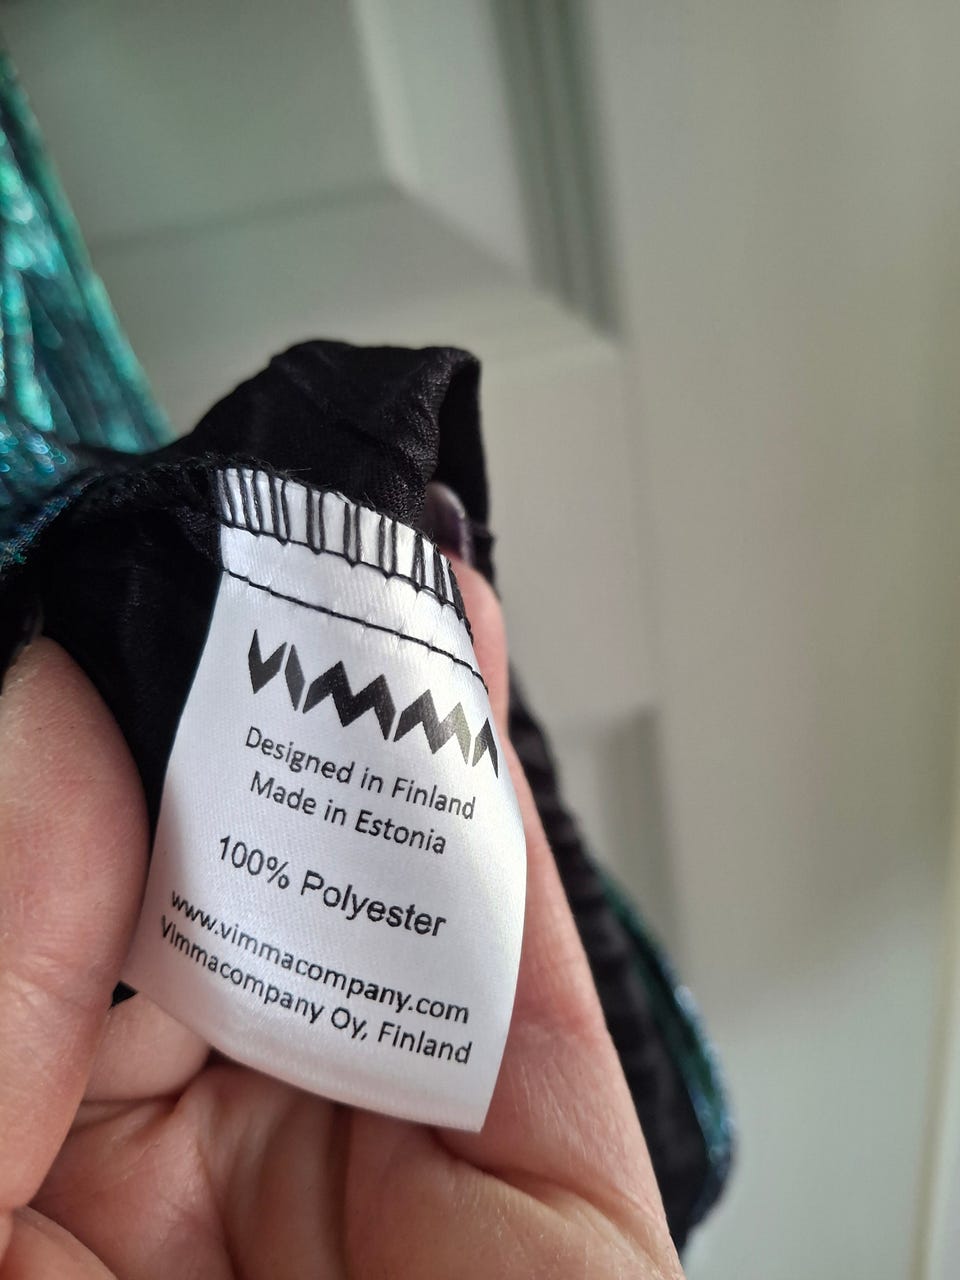 VIMMA
Designed in Finland
Made in Estonia
100% Polyester
www.vimmacompany.com
Vimmacompany Oy, Finland